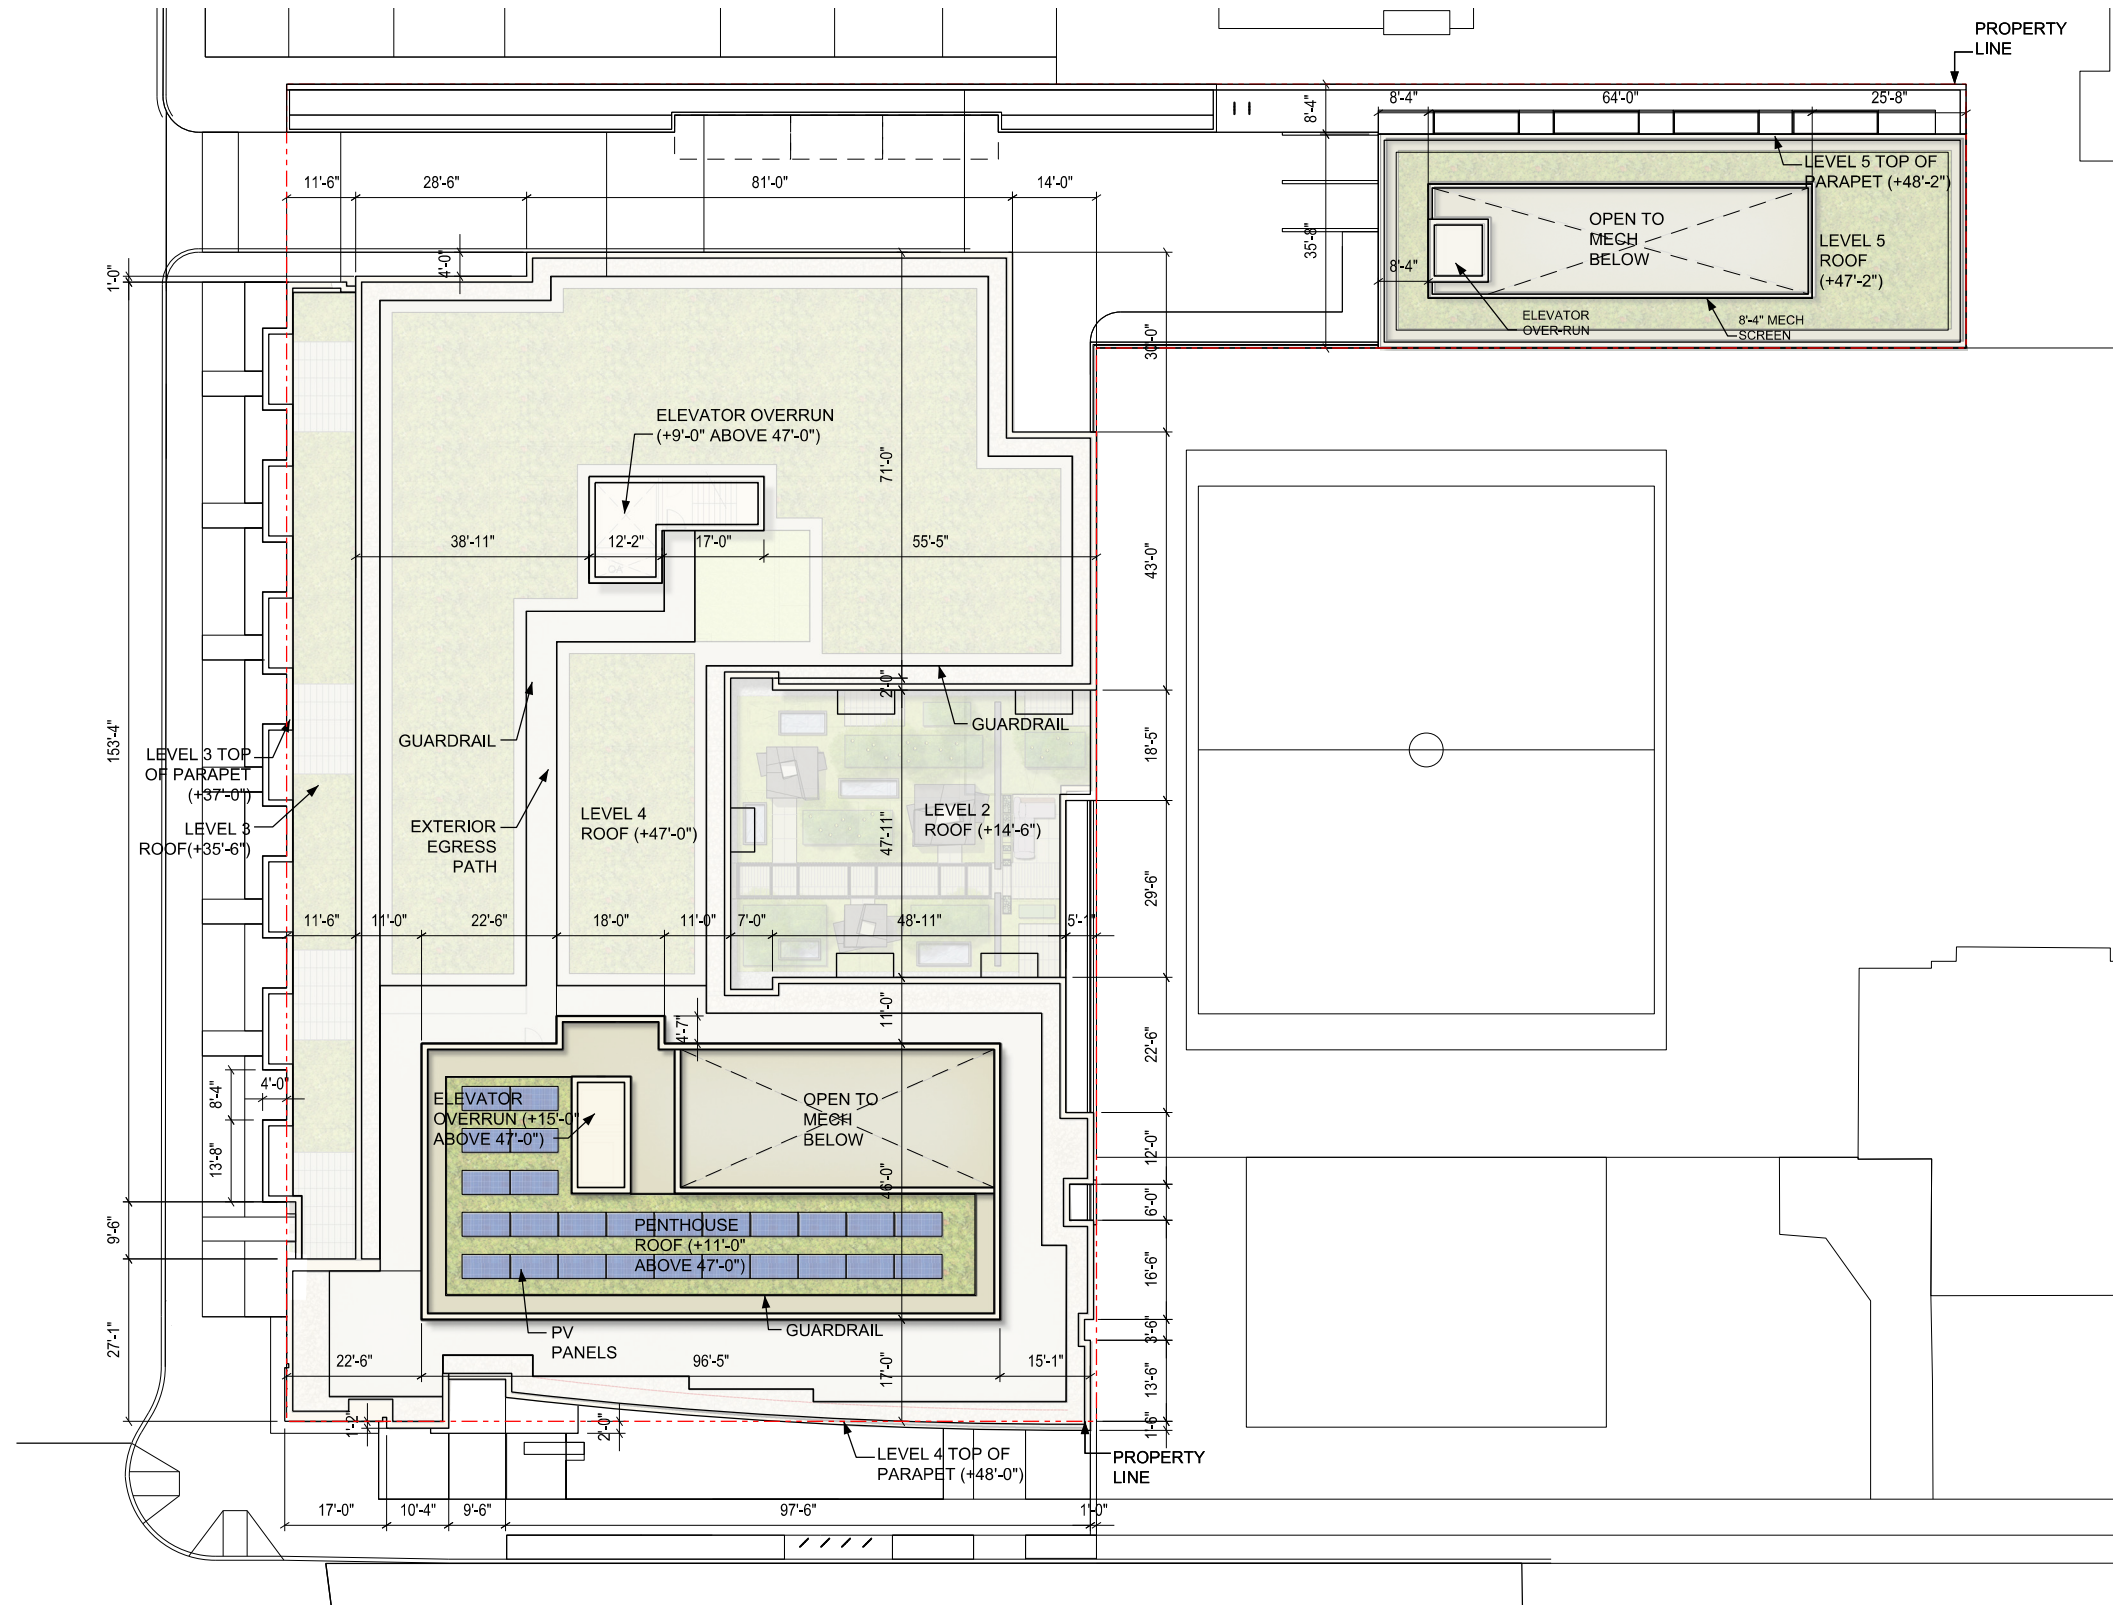 PROPERTY
LINE
8'-4"
64'-0"
25'-8"
8'-4"
LEVEL 5 TOP OF
PARAPET (+48'-2")
11'-6"
28'-6"
81'-0"
14'-0"
OPEN TO
MECH
BELOW
LEVEL 5
ROOF
(+47'-2")
35'-8"
8'-4"
4'-0"
1'-0"
ELEVATOR
OVER-RUN
8'-4" MECH
SCREEN
30'-0"
ELEVATOR OVERRUN
(+9'-0" ABOVE 47'-0")
71'-0"
38'-11"
12'-2"
17'-0"
55'-5"
43'-0"
2'-0"
GUARDRAIL
GUARDRAIL
153'-4"
18'-5"
LEVEL 3 TOP
OF PARAPET
(+37'-0")
LEVEL 3
ROOF(+35'-6")
EXTERIOR
EGRESS
PATH
LEVEL 4
ROOF (+47'-0")
LEVEL 2
ROOF (+14'-6")
47'-11"
29'-6"
11'-6"
11'-0"
22'-6"
18'-0"
11'-0"
7'-0"
48'-11"
5'-1"
11'-0"
4'-7"
22'-6"
8'-4"
4'-0"
ELEVATOR
OVERRUN (+15'-0"
ABOVE 47'-0")
OPEN TO
MECH
BELOW
13'-8"
12'-0"
46'-0"
6'-0"
9'-6"
PENTHOUSE
ROOF (+11'-0"
ABOVE 47'-0")
16'-6"
PV
PANELS
GUARDRAIL
27'-1"
3'-6"
22'-6"
96'-5"
17'-0"
15'-1"
13'-6"
1'-2"
2'-0"
1'-6"
LEVEL 4 TOP OF
PARAPET (+48'-0")
PROPERTY
LINE
17'-0"
10'-4"
9'-6"
97'-6"
1'-0"